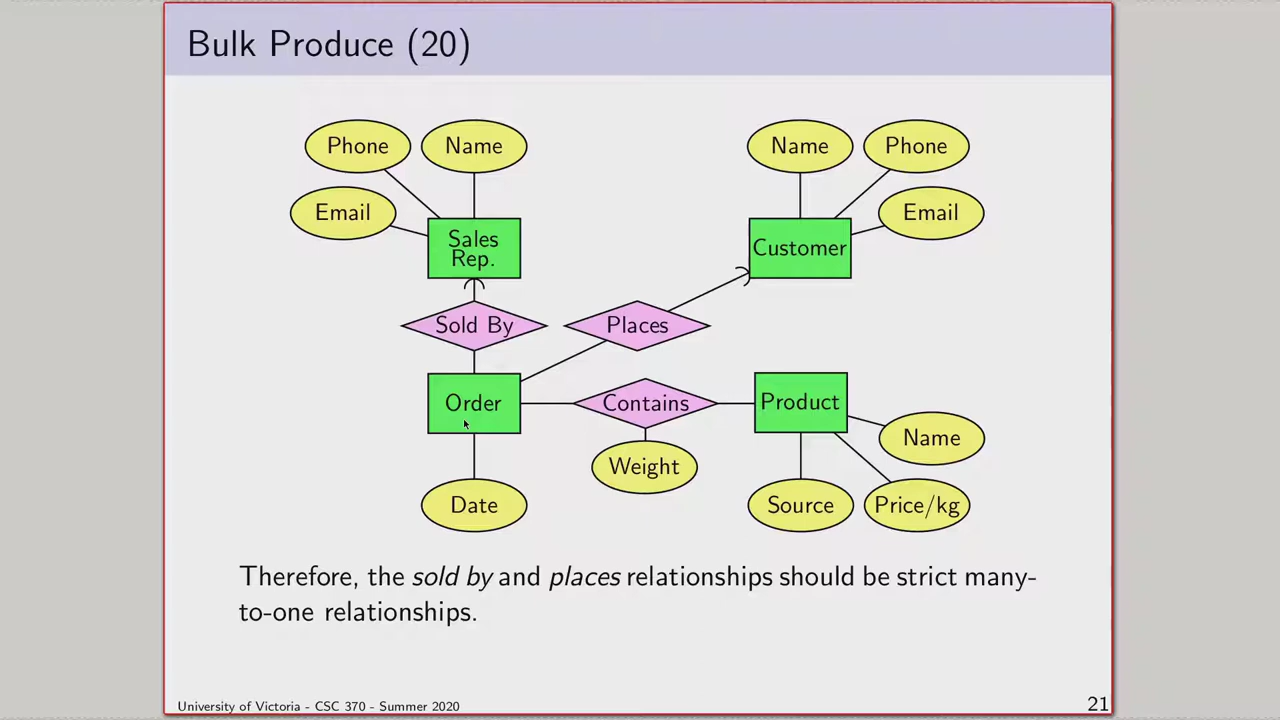 Bulk Produce (20)
Phone
Name
Name
Phone
Email
Email
Sales
Rep.
Customer
Sold By
Places
Order
Contains
Product
Name
Weight
Date
Source
Price/kg
Therefore, the sold by and places relationships should be strict many-
to-one relationships.
University of Victoria - CSC 370 - Summer 2020
21